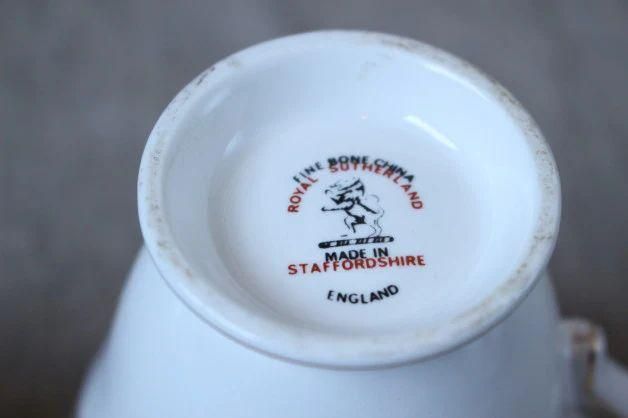 FINE BONE CHINA
ROYAL SUTHERLAND
MADE IN
STAFFORDSHIRE
ENGLAND